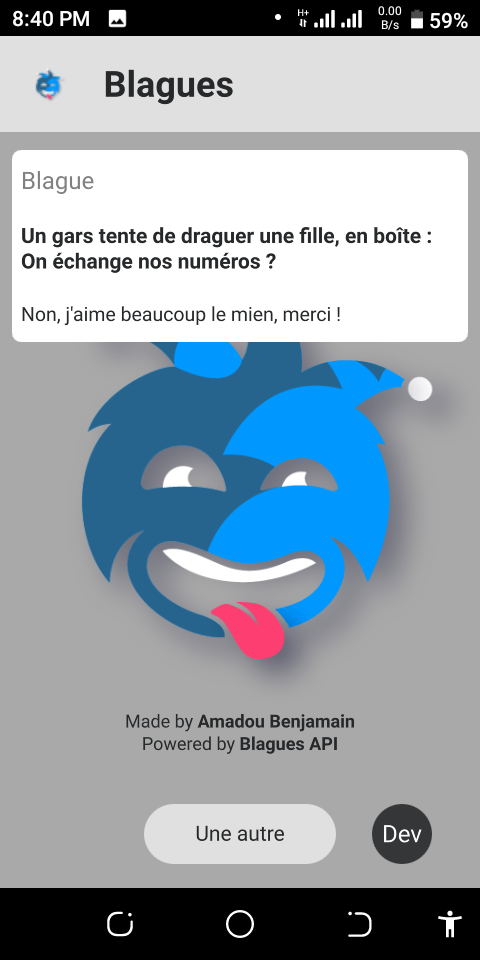 8:40 PM
H+
0.00
B/s
59%
Blagues
Blague
Un gars tente de draguer une fille, en boîte :
On échange nos numéros ?
Non, j'aime beaucoup le mien, merci !
Made by Amadou Benjamain
Powered by Blagues API
Une autre
Dev